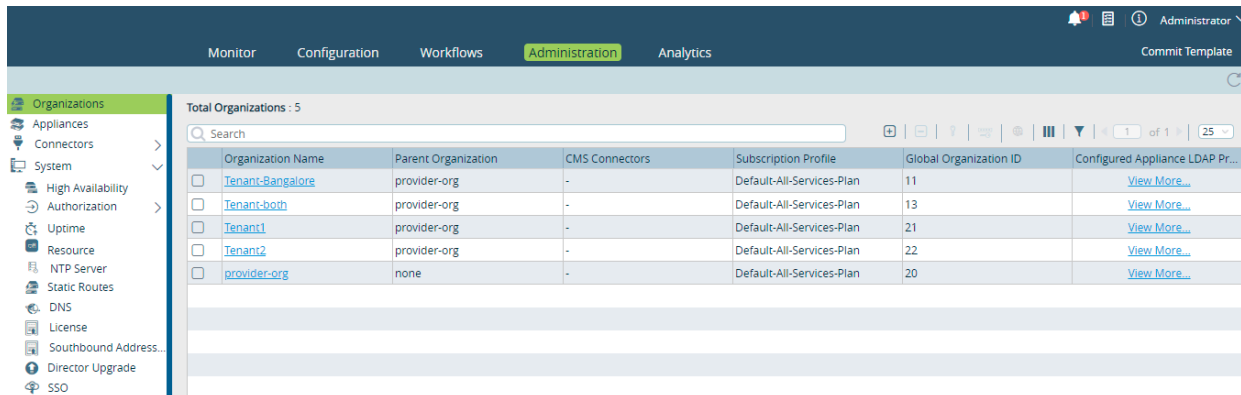 1 Administrator
Monitor Configuration Workflows Administration Analytics Commit Template
Organizations
Appliances
Connectors
System
High Availability
Authorization
Uptime
Resource
NTP Server
Static Routes
DNS
License
Southbound Address...
Director Upgrade
SSO
Total Organizations : 5
Search 1 of 1 25
Organization Name Parent Organization CMS Connectors Subscription Profile Global Organization ID Configured Appliance LDAP Pr...
Tenant-Bangalore provider-org - Default-All-Services-Plan 11 View More...
Tenant-both provider-org - Default-All-Services-Plan 13 View More...
Tenant1 provider-org - Default-All-Services-Plan 21 View More...
Tenant2 provider-org - Default-All-Services-Plan 22 View More...
provider-org none - Default-All-Services-Plan 20 View More...